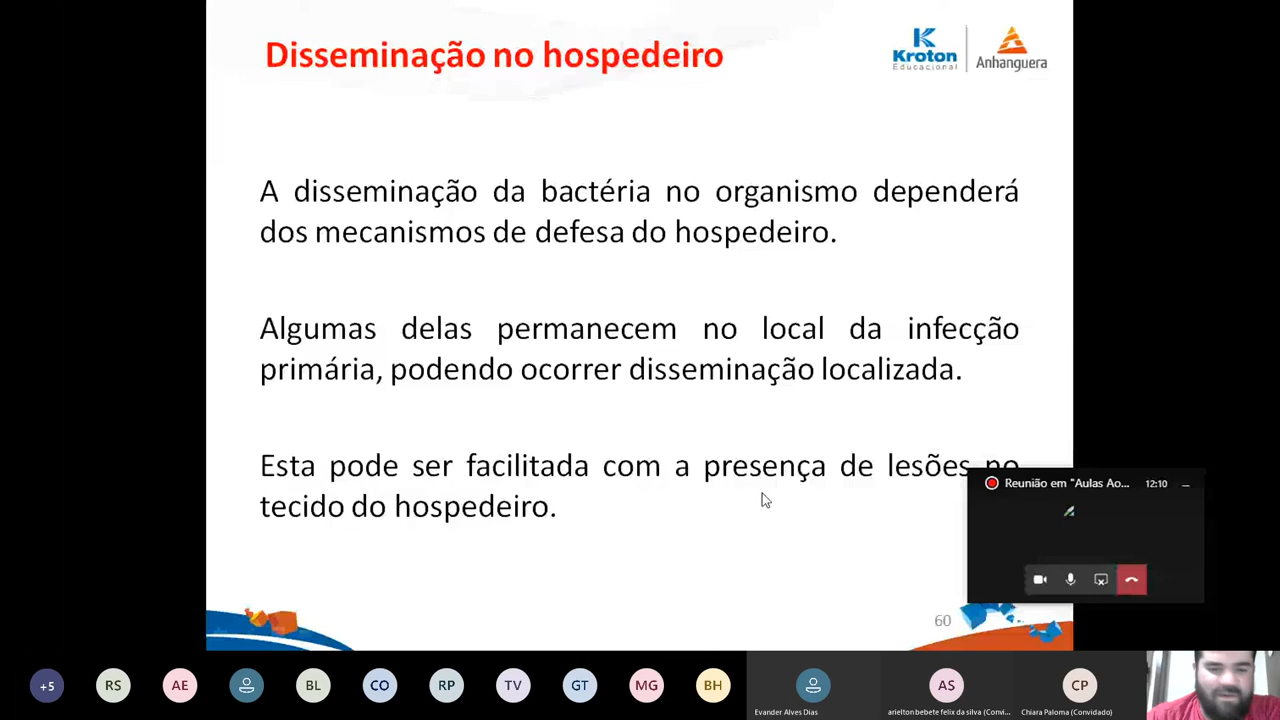 Disseminação no hospedeiro
Kroton
Educacional
Anhanguera
A disseminação da bactéria no organismo dependerá
dos mecanismos de defesa do hospedeiro.
Algumas delas permanecem no local da infecção
primária, podendo ocorrer disseminação localizada.
Esta pode ser facilitada com a presença de lesões no
tecido do hospedeiro.
Reunião em "Aulas Ao...
12:10
60
+5
RS
AE
BL
CO
RP
TV
GT
MG
BH
AS
CP
Evander Alves Dias
arielton bebete felix da silva (Convi...
Chiara Paloma (Convidado)